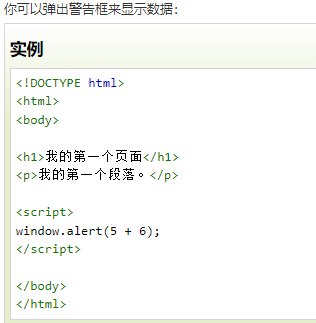 你可以弹出警告框来显示数据：
实例
<!DOCTYPE html>
<html>
<body>
<h1>我的第一个页面</h1>
<p>我的第一个段落。</p>
<script>
window.alert(5 + 6);
</script>
</body>
</html>